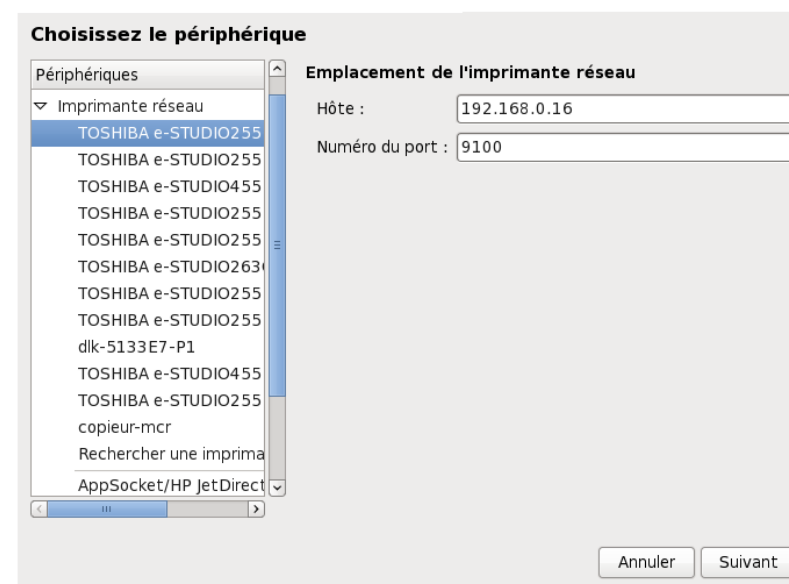 Choisissez le périphérique
Périphériques
Imprimante réseau
TOSHIBA e-STUDIO255
TOSHIBA e-STUDIO255
TOSHIBA e-STUDIO455
TOSHIBA e-STUDIO255
TOSHIBA e-STUDIO255
TOSHIBA e-STUDIO263
TOSHIBA e-STUDIO255
TOSHIBA e-STUDIO255
dlk-5133E7-P1
TOSHIBA e-STUDIO455
TOSHIBA e-STUDIO255
copieur-mcr
Rechercher une imprima
AppSocket/HP JetDirect
Emplacement de l'imprimante réseau
Hôte : 192.168.0.16
Numéro du port : 9100
Annuler Suivant